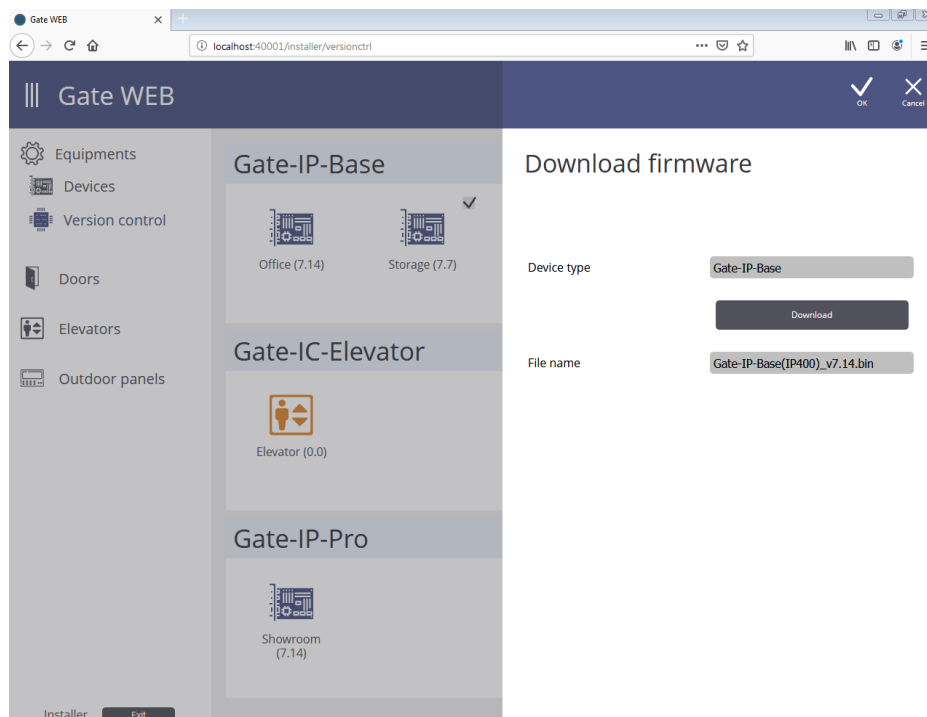 Gate WEB
localhost:40001/installer/versionctrl
Gate WEB
OK
Cancel
Equipments
Devices
Version control
Doors
Elevators
Outdoor panels
Installer
Exit
Gate-IP-Base
Office (7.14)
Storage (7.7)
Gate-IC-Elevator
Elevator (0.0)
Gate-IP-Pro
Showroom
(7.14)
Download firmware
Device type
Gate-IP-Base
Download
File name
Gate-IP-Base(IP400)_v7.14.bin